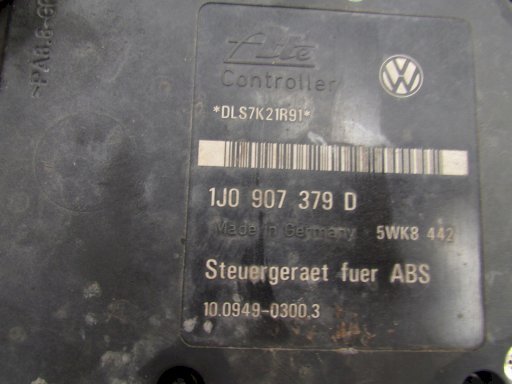 Ate
Controller
*DLS7K21R91*
1J0 907 379 D
Made in Germany 5WK8 442
Steuergeraet fuer ABS
10.0949-0300.3